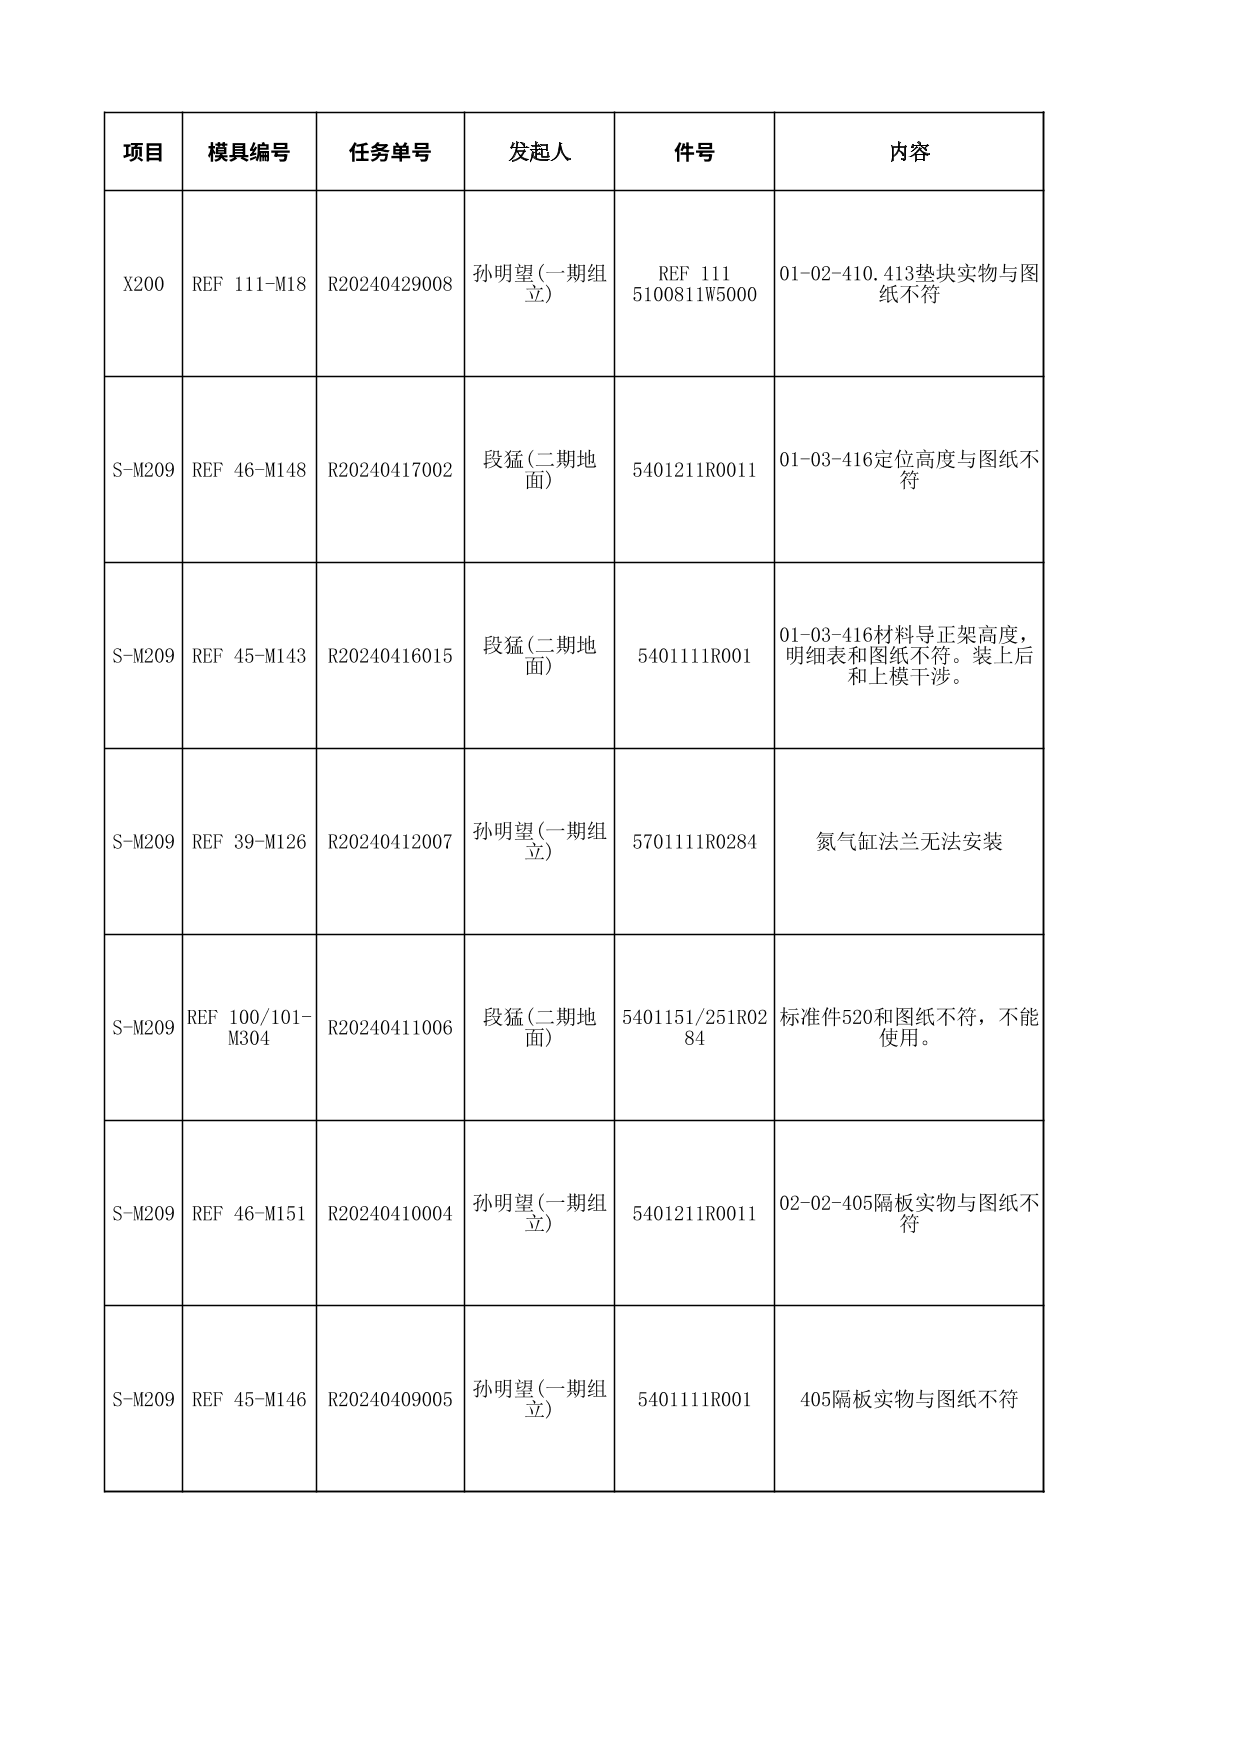 项目 模具编号 任务单号 发起人 件号 内容
X200 REF 111-M18 R20240429008 孙明望(一期组
立) REF 111
5100811W5000 01-02-410.413垫块实物与图
纸不符
S-M209 REF 46-M148 R20240417002 段猛(二期地
面) 5401211R0011 01-03-416定位高度与图纸不
符
S-M209 REF 45-M143 R20240416015 段猛(二期地
面) 5401111R001 01-03-416材料导正架高度，
明细表和图纸不符。装上后
和上模干涉。
S-M209 REF 39-M126 R20240412007 孙明望(一期组
立) 5701111R0284 氮气缸法兰无法安装
S-M209 REF 100/101-
M304 R20240411006 段猛(二期地
面) 5401151/251R02
84 标准件520和图纸不符，不能
使用。
S-M209 REF 46-M151 R20240410004 孙明望(一期组
立) 5401211R0011 02-02-405隔板实物与图纸不
符
S-M209 REF 45-M146 R20240409005 孙明望(一期组
立) 5401111R001 405隔板实物与图纸不符